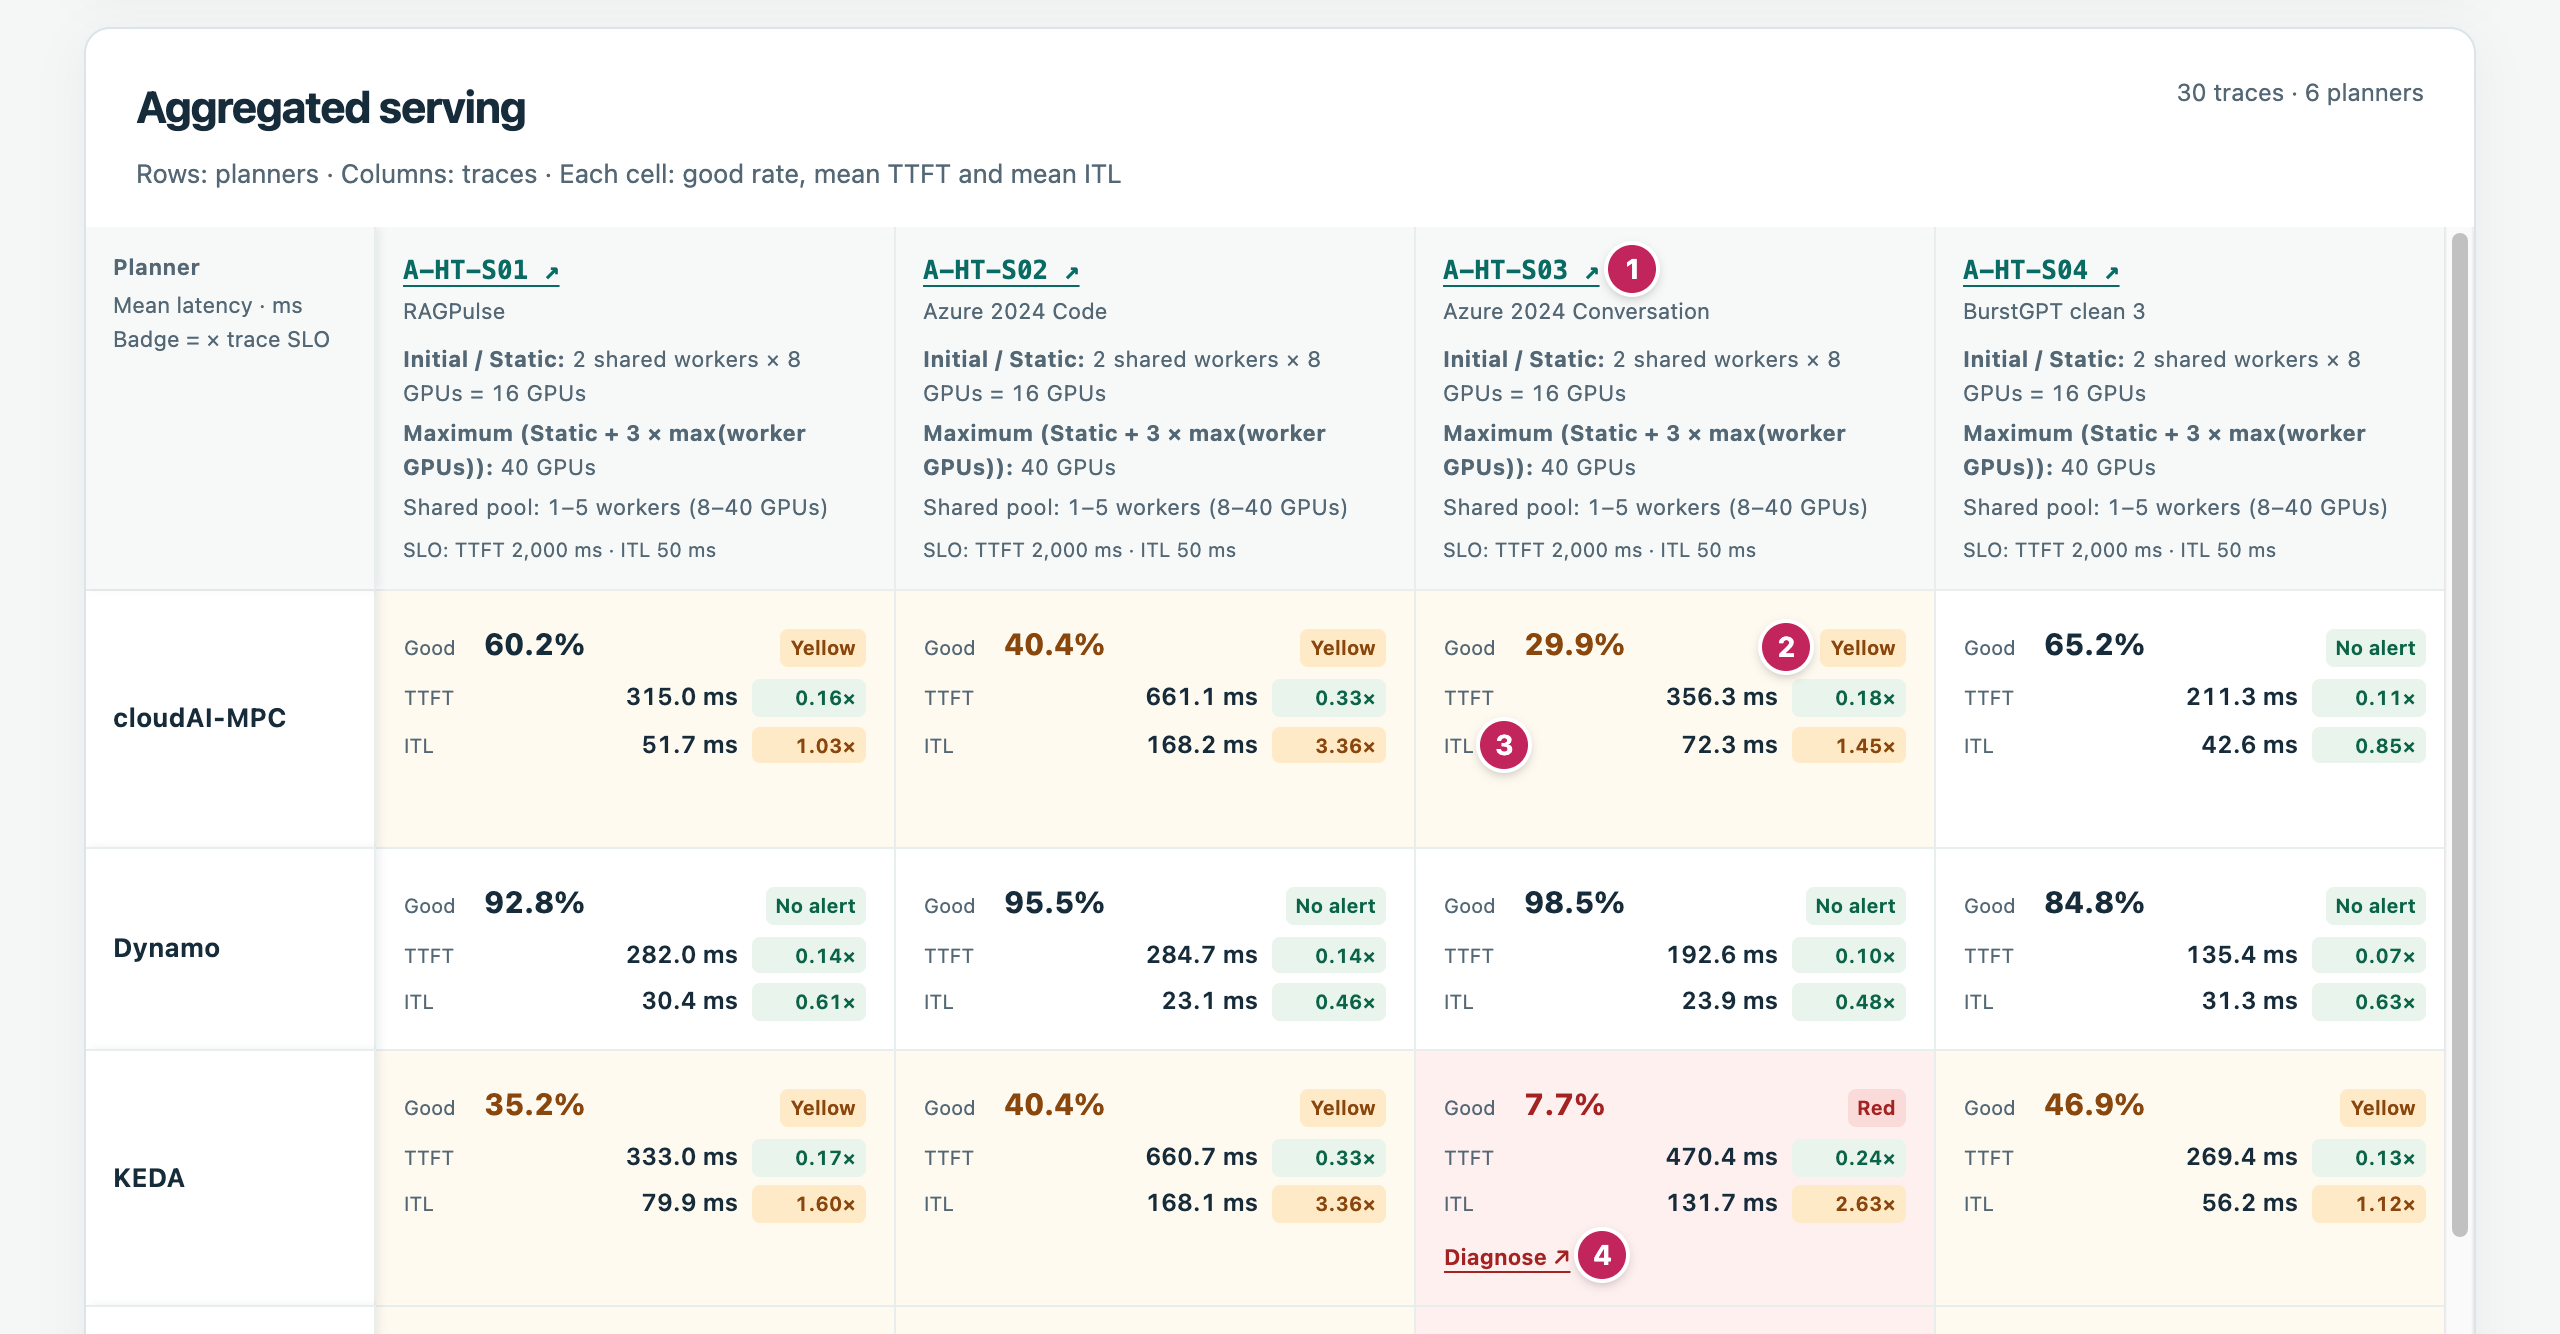 Aggregated serving
30 traces · 6 planners
Rows: planners · Columns: traces · Each cell: good rate, mean TTFT and mean ITL
Planner
Mean latency · ms
Badge = × trace SLO
A-HT-S01 ↗
RAGPulse
Initial / Static: 2 shared workers × 8
GPUs = 16 GPUs
Maximum (Static + 3 × max(worker
GPUs)): 40 GPUs
Shared pool: 1–5 workers (8–40 GPUs)
SLO: TTFT 2,000 ms · ITL 50 ms
A-HT-S02 ↗
Azure 2024 Code
Initial / Static: 2 shared workers × 8
GPUs = 16 GPUs
Maximum (Static + 3 × max(worker
GPUs)): 40 GPUs
Shared pool: 1–5 workers (8–40 GPUs)
SLO: TTFT 2,000 ms · ITL 50 ms
A-HT-S03 ↗ 1
Azure 2024 Conversation
Initial / Static: 2 shared workers × 8
GPUs = 16 GPUs
Maximum (Static + 3 × max(worker
GPUs)): 40 GPUs
Shared pool: 1–5 workers (8–40 GPUs)
SLO: TTFT 2,000 ms · ITL 50 ms
A-HT-S04 ↗
BurstGPT clean 3
Initial / Static: 2 shared workers × 8
GPUs = 16 GPUs
Maximum (Static + 3 × max(worker
GPUs)): 40 GPUs
Shared pool: 1–5 workers (8–40 GPUs)
SLO: TTFT 2,000 ms · ITL 50 ms
cloudAI-MPC
Good 60.2% Yellow
TTFT 315.0 ms 0.16×
ITL 51.7 ms 1.03×
Good 40.4% Yellow
TTFT 661.1 ms 0.33×
ITL 168.2 ms 3.36×
Good 29.9% 2 Yellow
TTFT 356.3 ms 0.18×
ITL 3 72.3 ms 1.45×
Good 65.2% No alert
TTFT 211.3 ms 0.11×
ITL 42.6 ms 0.85×
Dynamo
Good 92.8% No alert
TTFT 282.0 ms 0.14×
ITL 30.4 ms 0.61×
Good 95.5% No alert
TTFT 284.7 ms 0.14×
ITL 23.1 ms 0.46×
Good 98.5% No alert
TTFT 192.6 ms 0.10×
ITL 23.9 ms 0.48×
Good 84.8% No alert
TTFT 135.4 ms 0.07×
ITL 31.3 ms 0.63×
KEDA
Good 35.2% Yellow
TTFT 333.0 ms 0.17×
ITL 79.9 ms 1.60×
Good 40.4% Yellow
TTFT 660.7 ms 0.33×
ITL 168.1 ms 3.36×
Good 7.7% Red
TTFT 470.4 ms 0.24×
ITL 131.7 ms 2.63×
Diagnose ↗ 4
Good 46.9% Yellow
TTFT 269.4 ms 0.13×
ITL 56.2 ms 1.12×